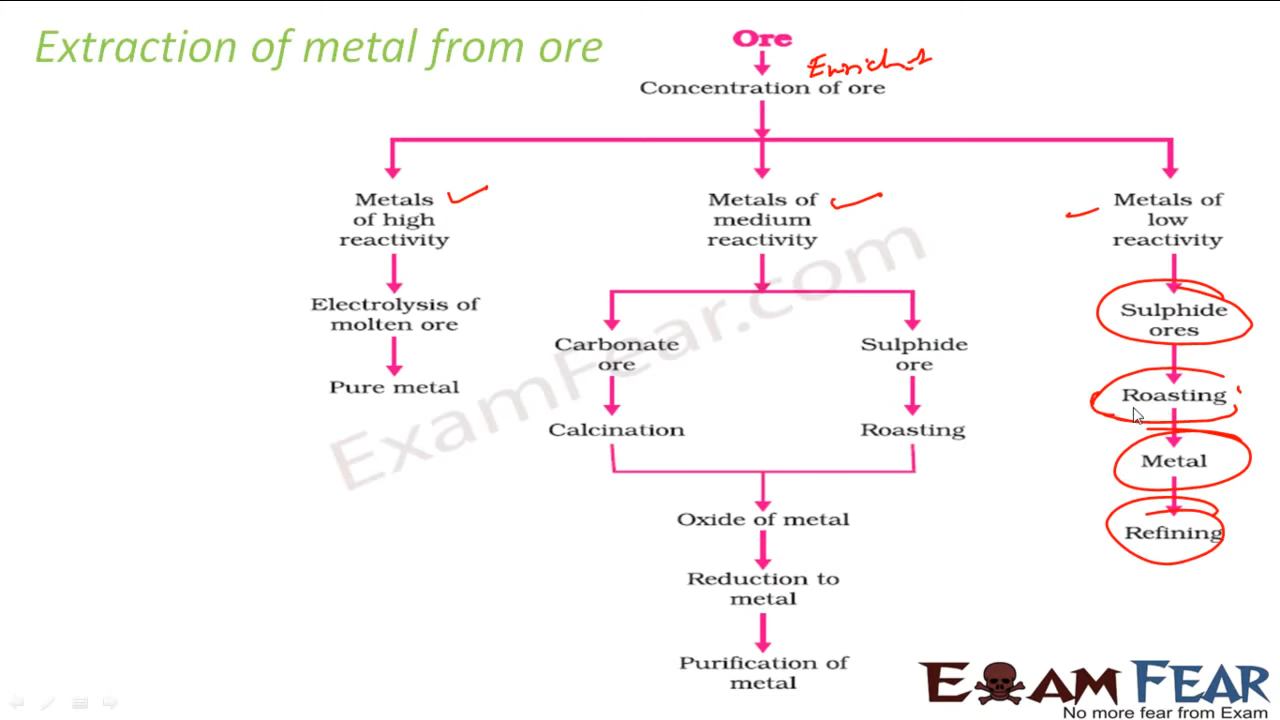 Extraction of metal from ore
Ore
Enriched
Concentration of ore
Metals
of high
reactivity
Metals of
medium
reactivity
Metals of
low
reactivity
Electrolysis of
molten ore
Pure metal
Carbonate
ore
Calcination
Sulphide
ore
Roasting
Oxide of metal
Reduction to
metal
Purification of
metal
Sulphide
ores
Roasting
Metal
Refining
ExamFear.com
EXAM FEAR
No more fear from Exam